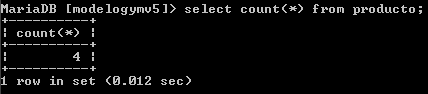 MariaDB [modelogymv5]> select count(*) from producto;
+----------+
| count(*) |
+----------+
|        4 |
+----------+
1 row in set (0.012 sec)